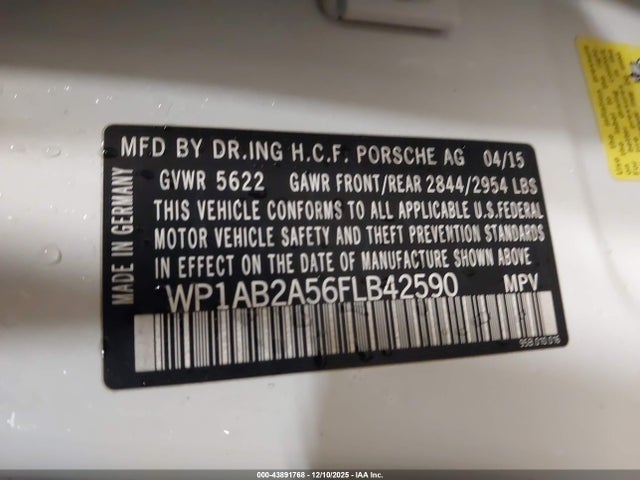 MFD BY DR.ING H.C.F. PORSCHE AG 04/15
GVWR 5622 GAWR FRONT/REAR 2844/2954 LBS
THIS VEHICLE CONFORMS TO ALL APPLICABLE U.S.FEDERAL
MOTOR VEHICLE SAFETY AND THEFT PREVENTION STANDARDS
IN EFFECT ON THE DATE OF MANUFACTURE SHOWN ABOVE
WP1AB2A56FLB42590 MPV
95B.010.016
MADE IN GERMANY
000-43891768 - 12/10/2025 - IAA Inc.